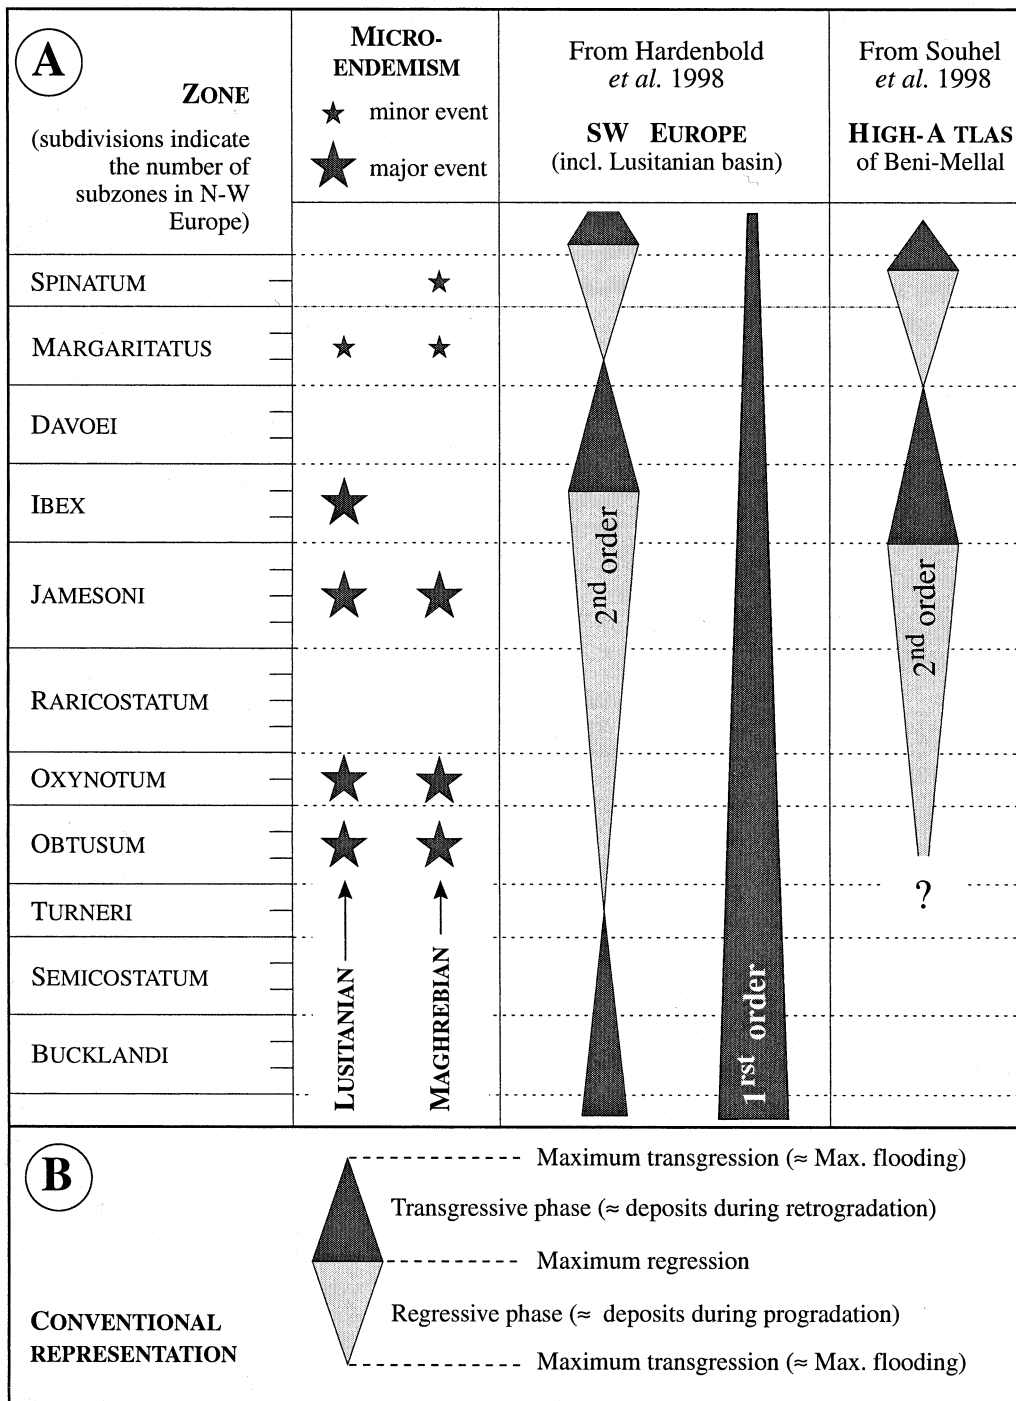 A
ZONE
(subdivisions indicate
the number of
subzones in N-W
Europe)
MICRO-
ENDEMISM
minor event
major event
From Hardenbold
et al. 1998
SW EUROPE
(incl. Lusitanian basin)
From Souhel
et al. 1998
HIGH-A TLAS
of Beni-Mellal
SPINATUM
MARGARITATUS
DAVOEI
IBEX
JAMESONI
RARICOSTATUM
OXYNOTUM
OBTUSUM
TURNERI
SEMICOSTATUM
BUCKLANDI
LUSITANIAN
MAGHREBIAN
2nd order
1rst order
2nd order
?
B
CONVENTIONAL
REPRESENTATION
Maximum transgression (≈ Max. flooding)
Transgressive phase (≈ deposits during retrogradation)
Maximum regression
Regressive phase (≈ deposits during progradation)
Maximum transgression (≈ Max. flooding)